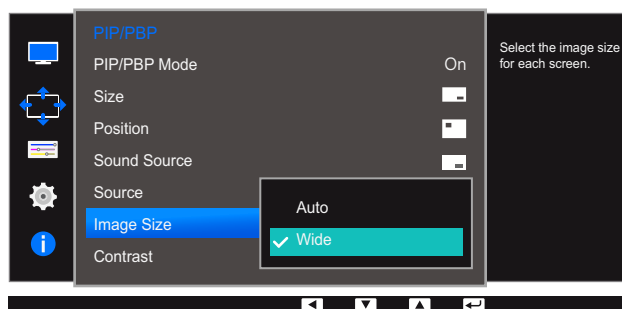 PIP/PBP
PIP/PBP Mode On
Size
Position
Sound Source
Source
Image Size
Contrast
Auto
Wide
Select the image size
for each screen.